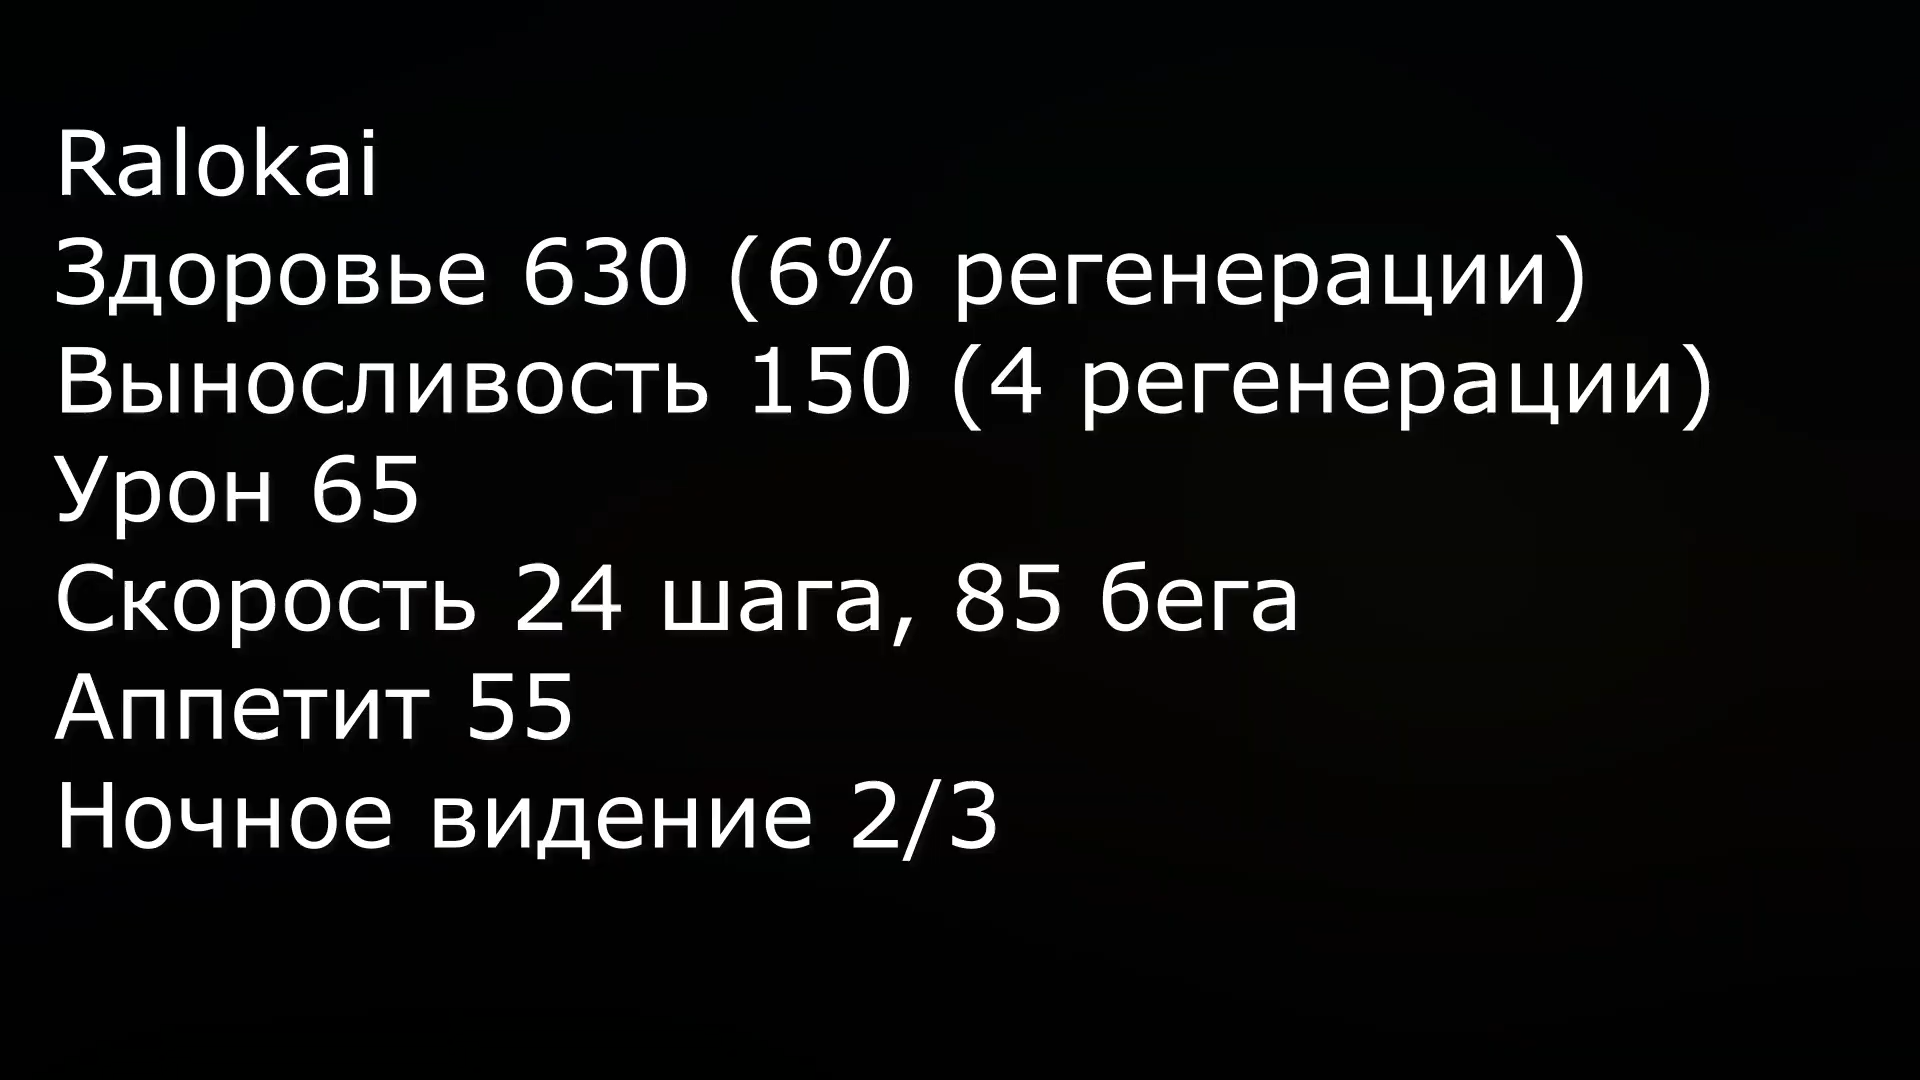 Ralokai
Здоровье 630 (6% регенерации)
Выносливость 150 (4 регенерации)
Урон 65
Скорость 24 шага, 85 бега
Аппетит 55
Ночное видение 2/3